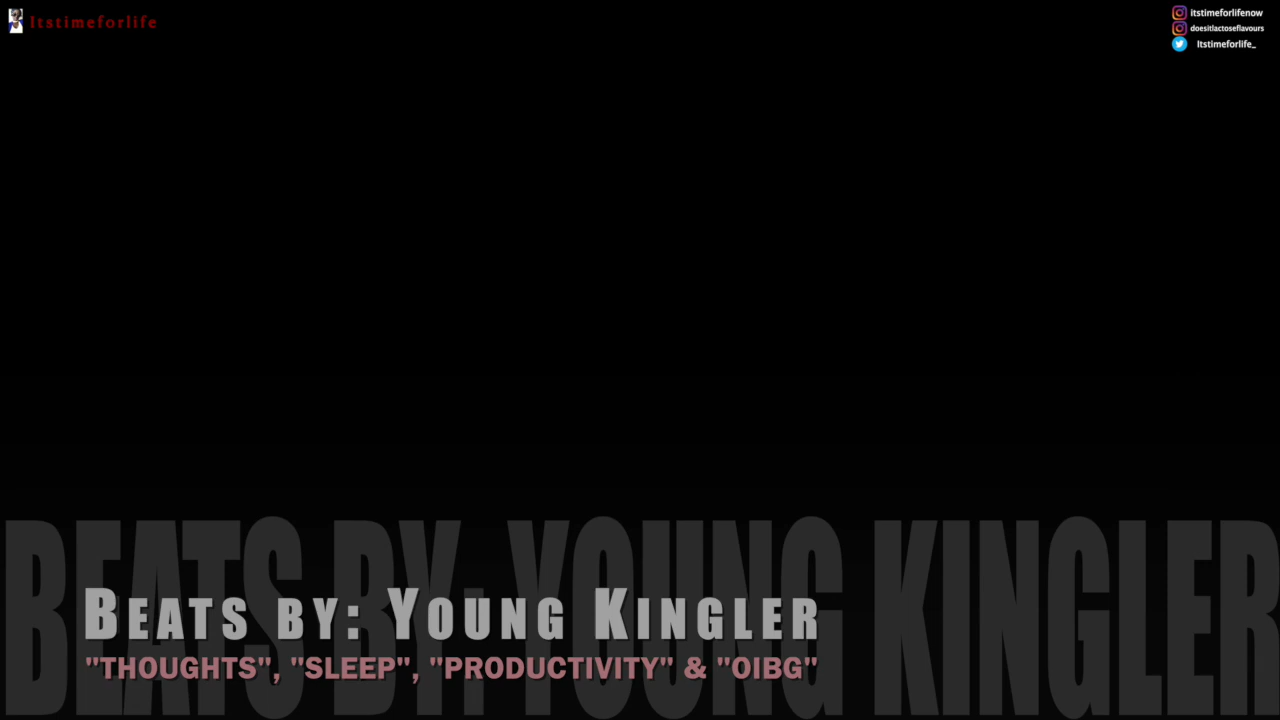 Itstimeforlife
itstimeforlifenow
doesitlactoseflavours
Itstimeforlife_
BEATS BY: YOUNG KINGLER
Beats by: Young Kingler
"THOUGHTS", "SLEEP", "PRODUCTIVITY" & "OIBG"